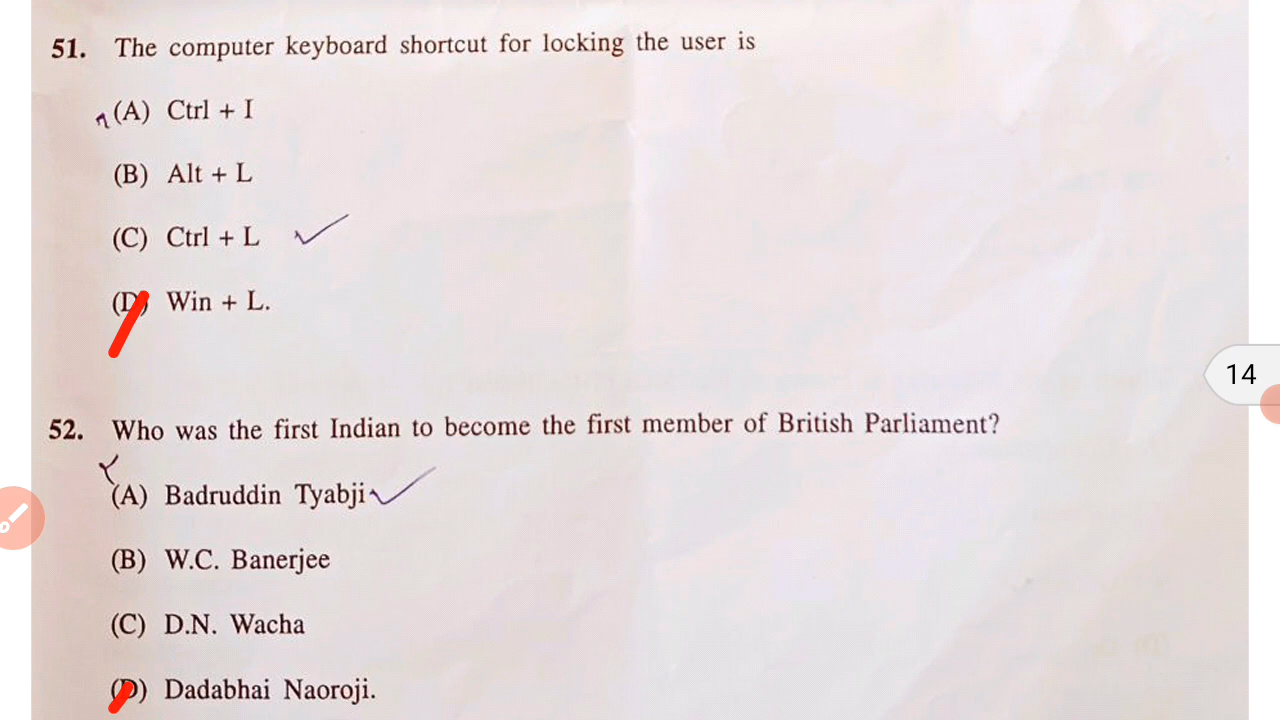 51. The computer keyboard shortcut for locking the user is
(A) Ctrl + I
(B) Alt + L
(C) Ctrl + L
(D) Win + L.
14
52. Who was the first Indian to become the first member of British Parliament?
(A) Badruddin Tyabji
(B) W.C. Banerjee
(C) D.N. Wacha
(D) Dadabhai Naoroji.